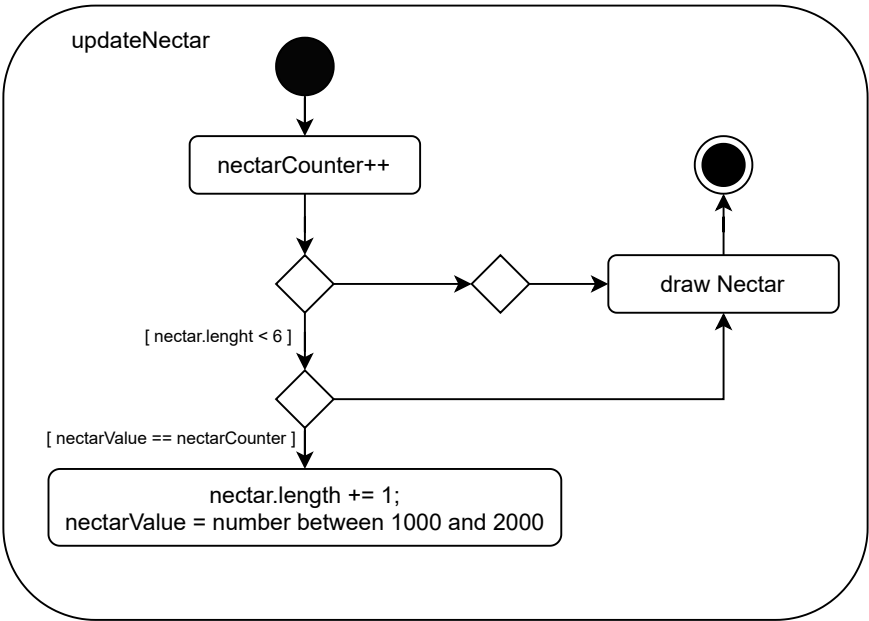 updateNectar
nectarCounter++
draw Nectar
[ nectar.lenght < 6 ]
[ nectarValue == nectarCounter ]
nectar.length += 1;
nectarValue = number between 1000 and 2000